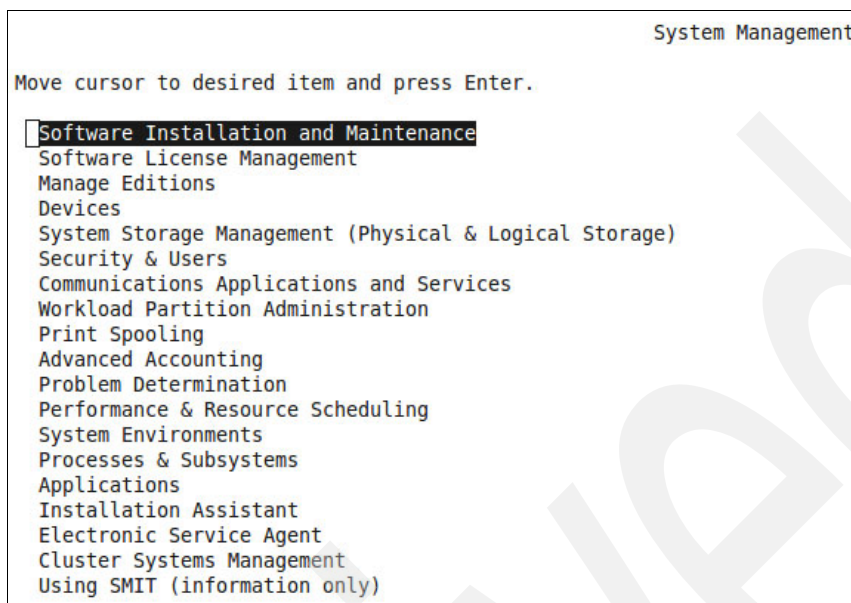 System Management
Move cursor to desired item and press Enter.
Software Installation and Maintenance
Software License Management
Manage Editions
Devices
System Storage Management (Physical & Logical Storage)
Security & Users
Communications Applications and Services
Workload Partition Administration
Print Spooling
Advanced Accounting
Problem Determination
Performance & Resource Scheduling
System Environments
Processes & Subsystems
Applications
Installation Assistant
Electronic Service Agent
Cluster Systems Management
Using SMIT (information only)